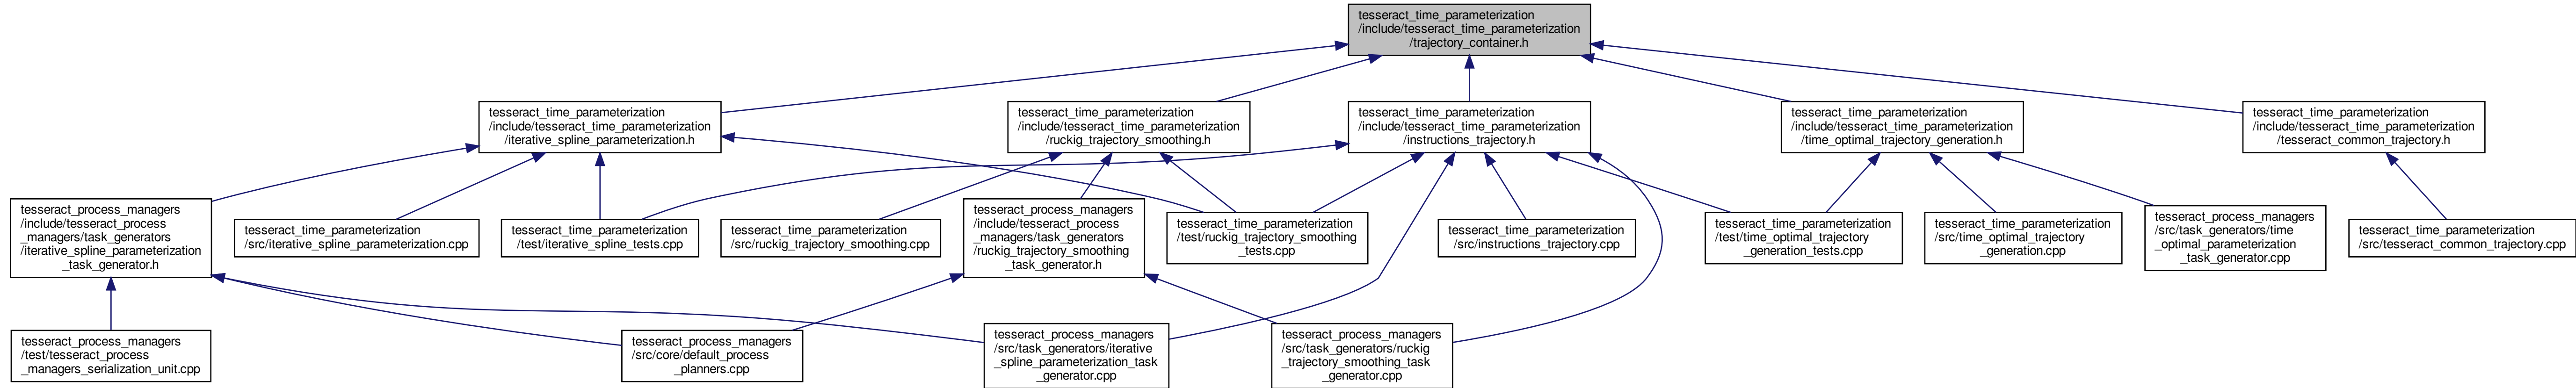 tesseract_time_parameterization
/include/tesseract_time_parameterization
/trajectory_container.h
tesseract_time_parameterization
/include/tesseract_time_parameterization
/iterative_spline_parameterization.h
tesseract_time_parameterization
/include/tesseract_time_parameterization
/ruckig_trajectory_smoothing.h
tesseract_time_parameterization
/include/tesseract_time_parameterization
/instructions_trajectory.h
tesseract_time_parameterization
/include/tesseract_time_parameterization
/time_optimal_trajectory_generation.h
tesseract_time_parameterization
/include/tesseract_time_parameterization
/tesseract_common_trajectory.h
tesseract_process_managers
/include/tesseract_process
_managers/task_generators
/iterative_spline_parameterization
_task_generator.h
tesseract_time_parameterization
/src/iterative_spline_parameterization.cpp
tesseract_time_parameterization
/test/iterative_spline_tests.cpp
tesseract_time_parameterization
/src/ruckig_trajectory_smoothing.cpp
tesseract_process_managers
/include/tesseract_process
_managers/task_generators
/ruckig_trajectory_smoothing
_task_generator.h
tesseract_time_parameterization
/test/ruckig_trajectory_smoothing
_tests.cpp
tesseract_time_parameterization
/src/instructions_trajectory.cpp
tesseract_time_parameterization
/test/time_optimal_trajectory
_generation_tests.cpp
tesseract_time_parameterization
/src/time_optimal_trajectory
_generation.cpp
tesseract_process_managers
/src/task_generators/time
_optimal_parameterization
_task_generator.cpp
tesseract_time_parameterization
/src/tesseract_common_trajectory.cpp
tesseract_process_managers
/test/tesseract_process
_managers_serialization_unit.cpp
tesseract_process_managers
/src/core/default_process
_planners.cpp
tesseract_process_managers
/src/task_generators/iterative
_spline_parameterization_task
_generator.cpp
tesseract_process_managers
/src/task_generators/ruckig
_trajectory_smoothing_task
_generator.cpp